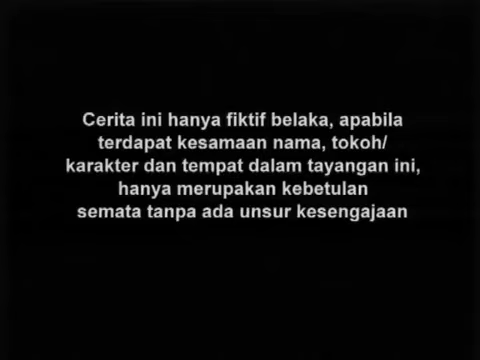 Cerita ini hanya fiktif belaka, apabila
terdapat kesamaan nama, tokoh/
karakter dan tempat dalam tayangan ini,
hanya merupakan kebetulan
semata tanpa ada unsur kesengajaan